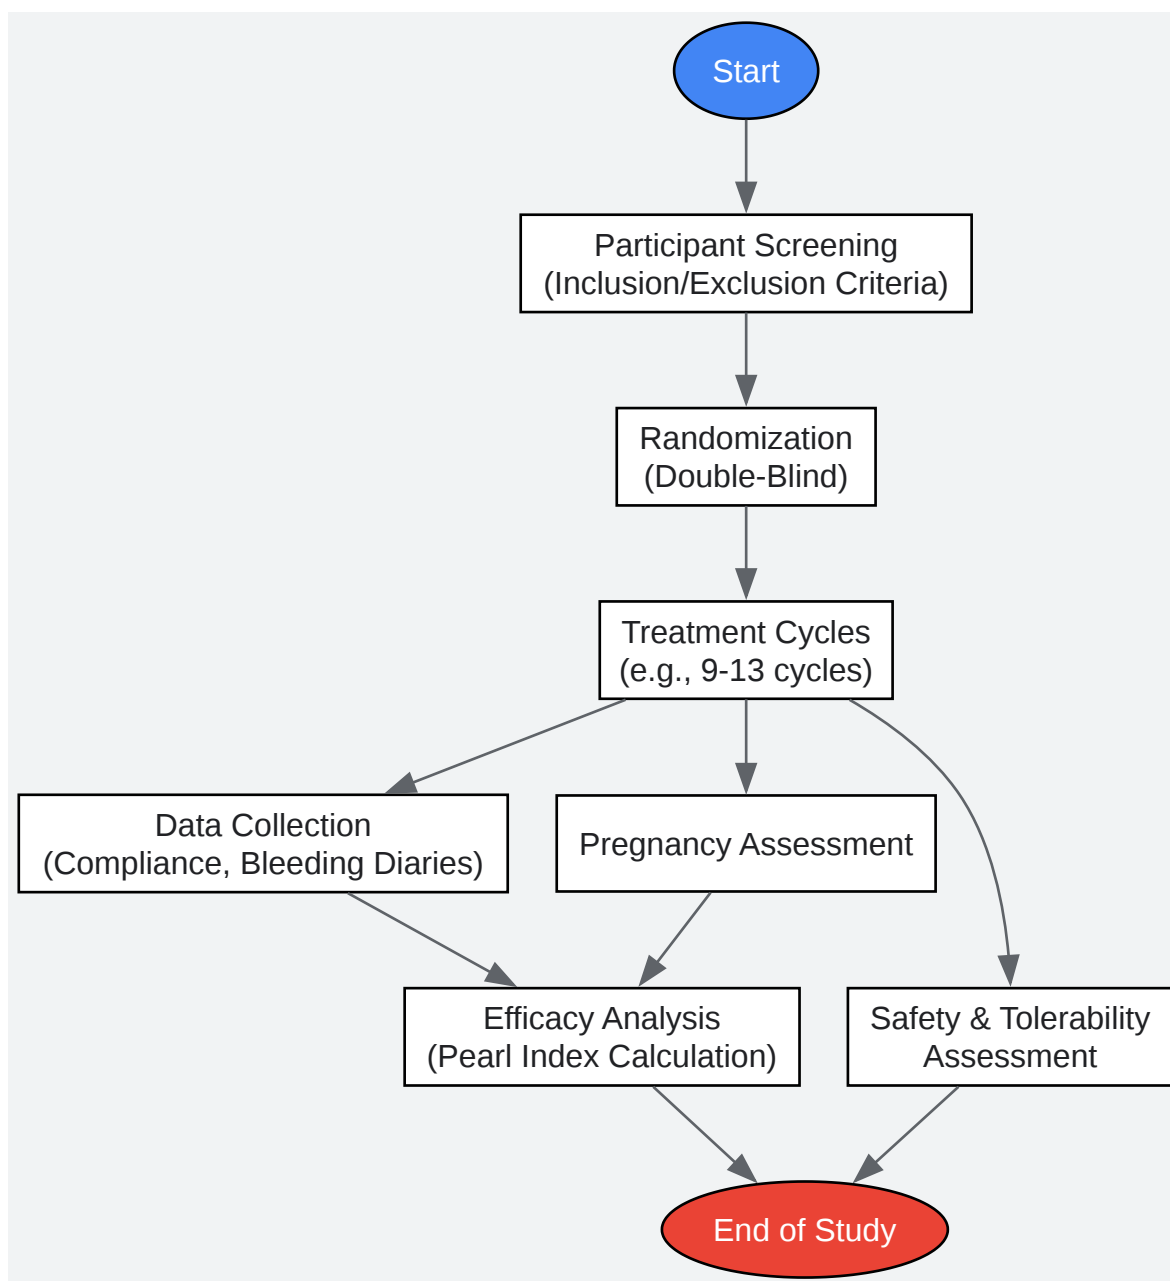 Start
Participant Screening
(Inclusion/Exclusion Criteria)
Randomization
(Double-Blind)
Treatment Cycles
(e.g., 9-13 cycles)
Data Collection
(Compliance, Bleeding Diaries)
Pregnancy Assessment
Efficacy Analysis
(Pearl Index Calculation)
Safety & Tolerability
Assessment
End of Study